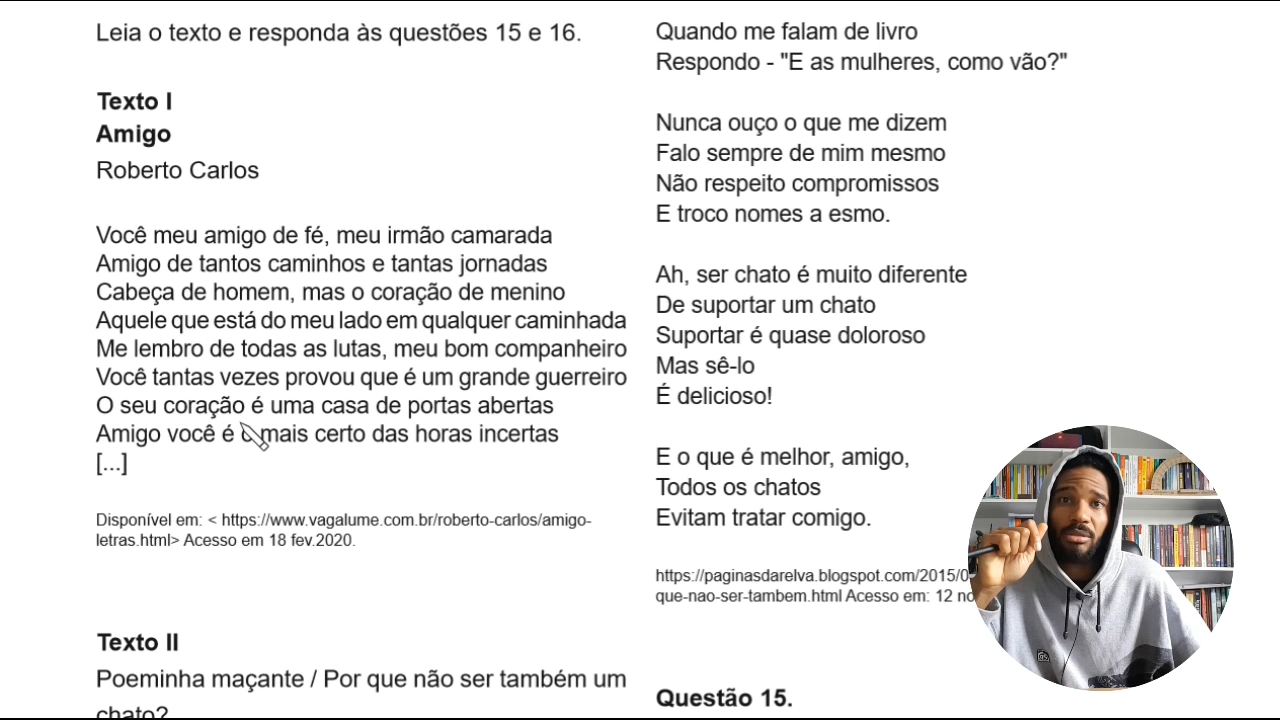 Leia o texto e responda às questões 15 e 16.
Texto I
Amigo
Roberto Carlos
Você meu amigo de fé, meu irmão camarada
Amigo de tantos caminhos e tantas jornadas
Cabeça de homem, mas o coração de menino
Aquele que está do meu lado em qualquer caminhada
Me lembro de todas as lutas, meu bom companheiro
Você tantas vezes provou que é um grande guerreiro
O seu coração é uma casa de portas abertas
Amigo você é o mais certo das horas incertas
[...]
Disponível em: < https://www.vagalume.com.br/roberto-carlos/amigo-
letras.html> Acesso em 18 fev.2020.
Texto II
Poeminha maçante / Por que não ser também um
chato?
Quando me falam de livro
Respondo - "E as mulheres, como vão?"
Nunca ouço o que me dizem
Falo sempre de mim mesmo
Não respeito compromissos
E troco nomes a esmo.
Ah, ser chato é muito diferente
De suportar um chato
Suportar é quase doloroso
Mas sê-lo
É delicioso!
E o que é melhor, amigo,
Todos os chatos
Evitam tratar comigo.
https://paginasdarelva.blogspot.com/2015/0
que-nao-ser-tambem.html Acesso em: 12 no
Questão 15.